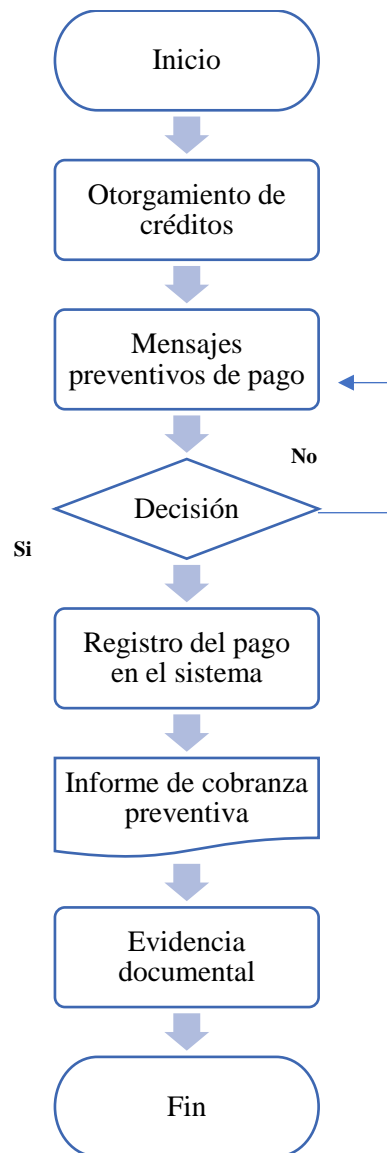 Inicio
Otorgamiento de
créditos
Mensajes
preventivos de pago
No
Decisión
Si
Registro del pago
en el sistema
Informe de cobranza
preventiva
Evidencia
documental
Fin